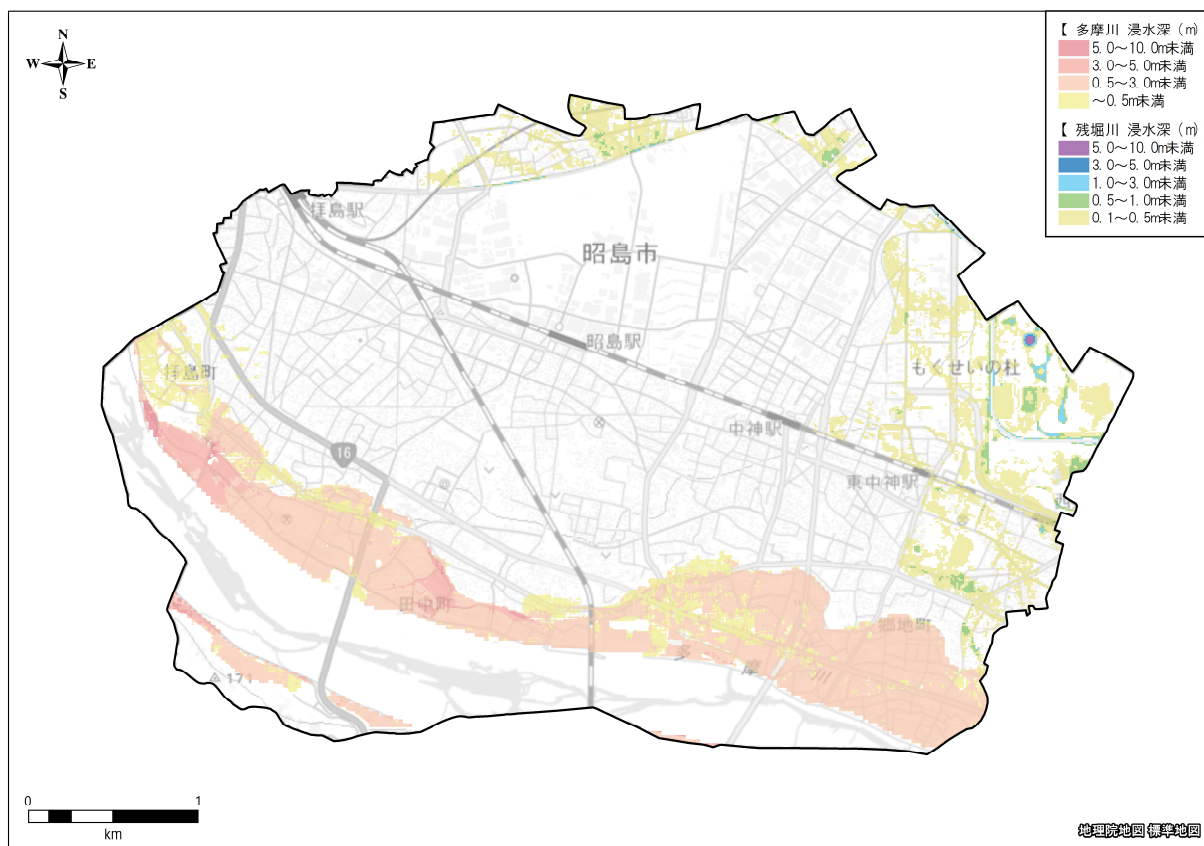 【 多摩川 浸水深（m）
5.0～10.0m未満
3.0～5.0m未満
0.5～3.0m未満
～0.5m未満
【 残堀川 浸水深（m）
5.0～10.0m未満
3.0～5.0m未満
1.0～3.0m未満
0.5～1.0m未満
0.1～0.5m未満
N
W E
S
拝島駅
昭島市
昭島駅
拝島町
もくせいの杜
中神駅
16
東中神駅
西
田中町
郷地町
多摩川
171
0 1
km
地理院地図 標準地図